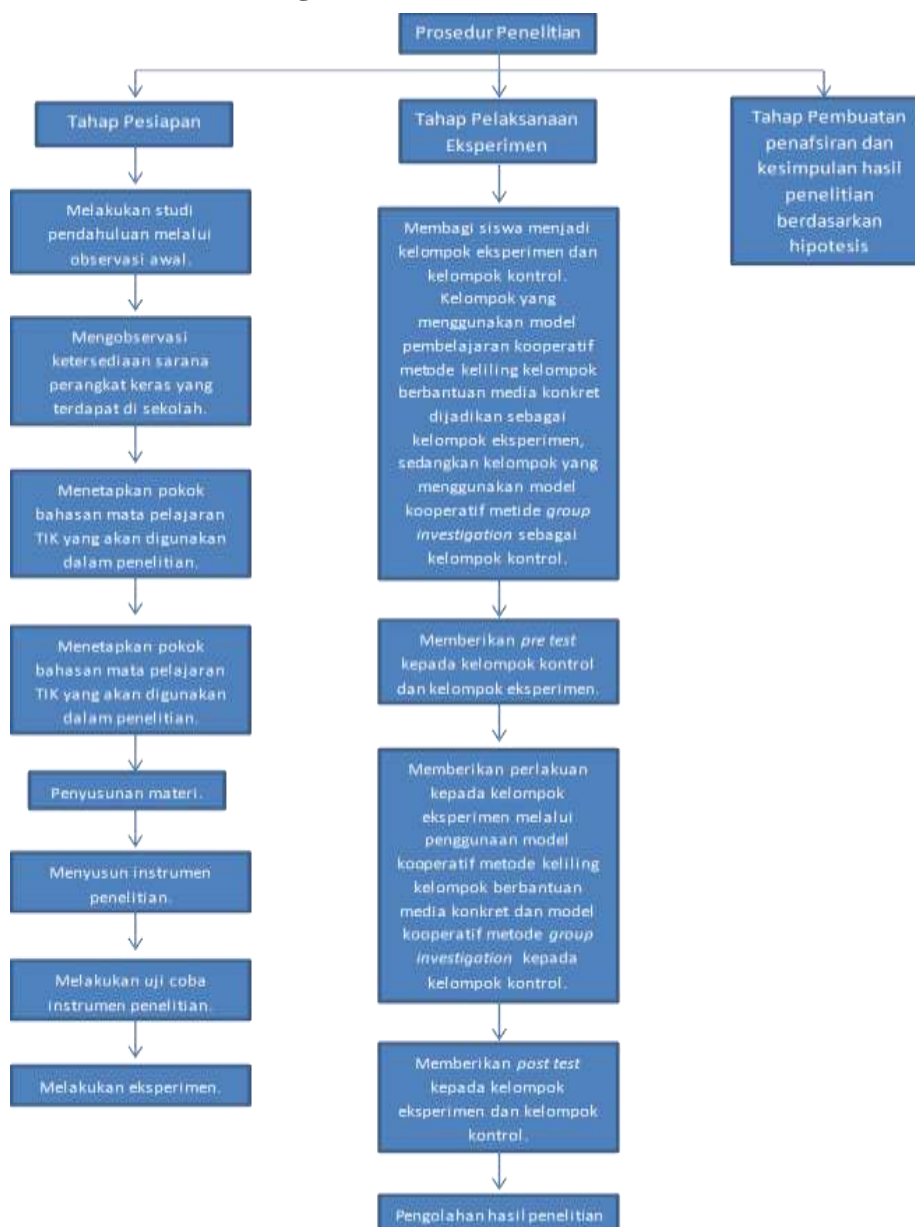 Prosedur Penelitian
Tahap Pesiapan
Melakukan studi
pendahuluan melalui
observasi awal.
Mengobservasi
ketersediaan sarana
perangkat keras yang
terdapat di sekolah.
Menetapkan pokok
bahasan mata pelajaran
TIK yang akan digunakan
dalam penelitian.
Menetapkan pokok
bahasan mata pelajaran
TIK yang akan digunakan
dalam penelitian.
Penyusunan materi.
Menyusun instrumen
penelitian.
Melakukan uji coba
instrumen penelitian.
Melakukan eksperimen.
Tahap Pelaksanaan
Eksperimen
Membagi siswa menjadi
kelompok eksperimen dan
kelompok kontrol.
Kelompok yang
menggunakan model
pembelajaran kooperatif
metode keliling kelompok
berbantuan media konkret
dijadikan sebagai
kelompok eksperimen,
sedangkan kelompok yang
menggunakan model
kooperatif metide group
investigation sebagai
kelompok kontrol.
Memberikan pre test
kepada kelompok kontrol
dan kelompok eksperimen.
Memberikan perlakuan
kepada kelompok
eksperimen melalui
penggunaan model
kooperatif metode keliling
kelompok berbantuan
media konkret dan model
kooperatif metode group
investigation kepada
kelompok kontrol.
Memberikan post test
kepada kelompok
eksperimen dan kelompok
kontrol.
Pengolahan hasil penelitian
Tahap Pembuatan
penafsiran dan
kesimpulan hasil
penelitian
berdasarkan
hipotesis